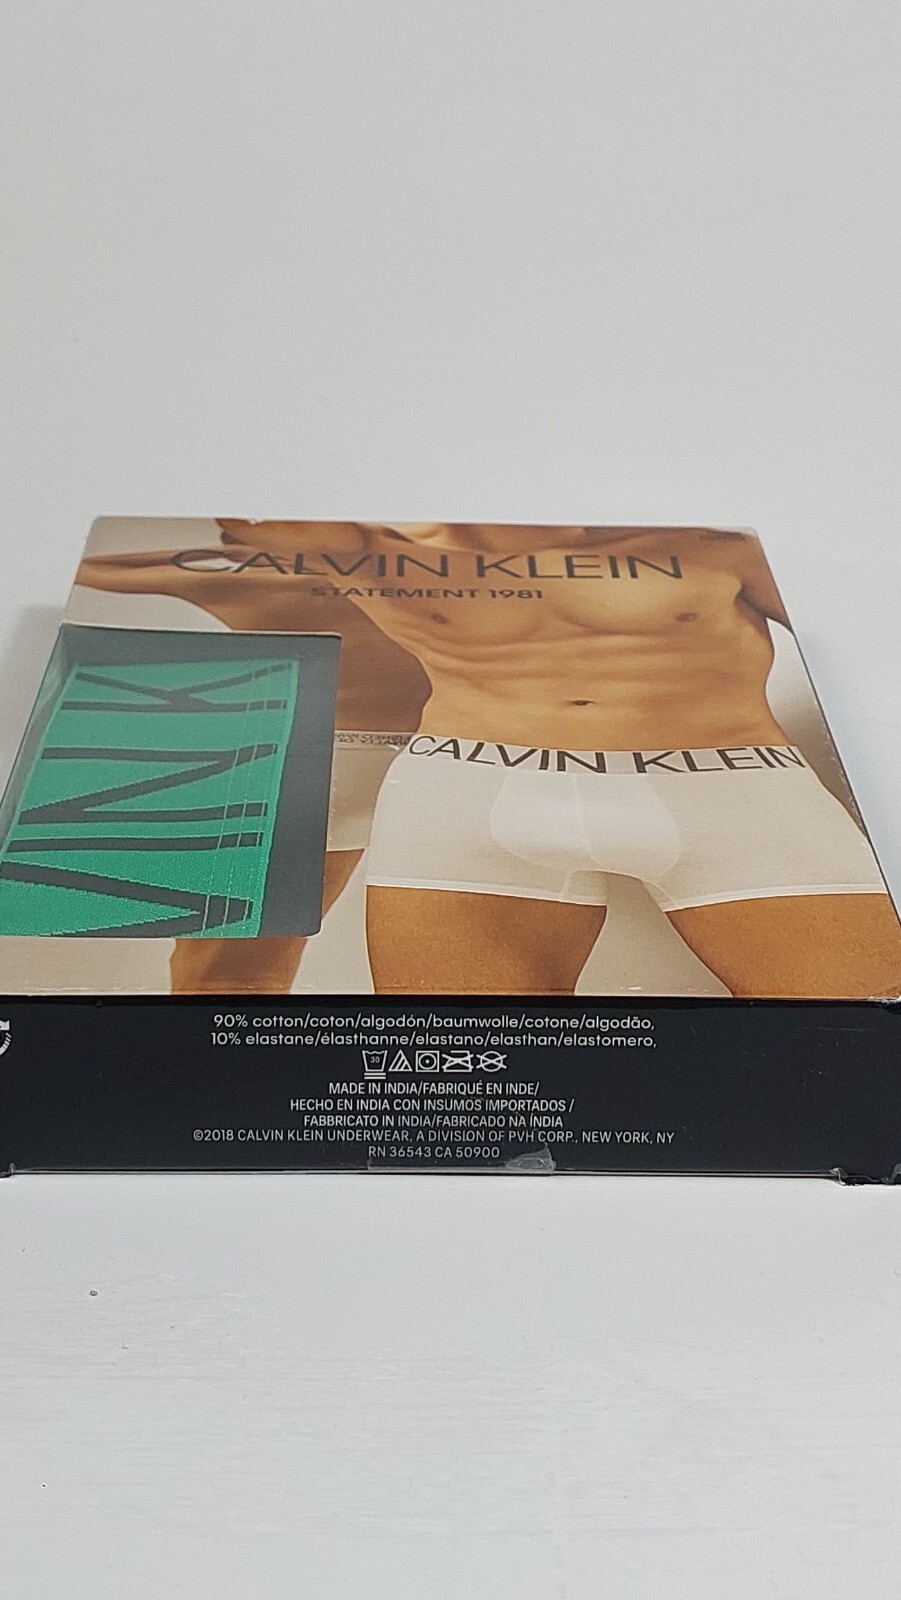 CALVIN KLEIN
STATEMENT 1981
CALVIN KLEIN
VIN K
90% cotton/coton/algodón/baumwolle/cotone/algodão,
10% elastane/élasthanne/elastano/elasthan/elastomero,
30
MADE IN INDIA/FABRIQUÉ EN INDE/
HECHO EN INDIA CON INSUMOS IMPORTADOS /
FABBRICATO IN INDIA/FABRICADO NA ÍNDIA
©2018 CALVIN KLEIN UNDERWEAR, A DIVISION OF PVH CORP., NEW YORK, NY
RN 36543 CA 50900